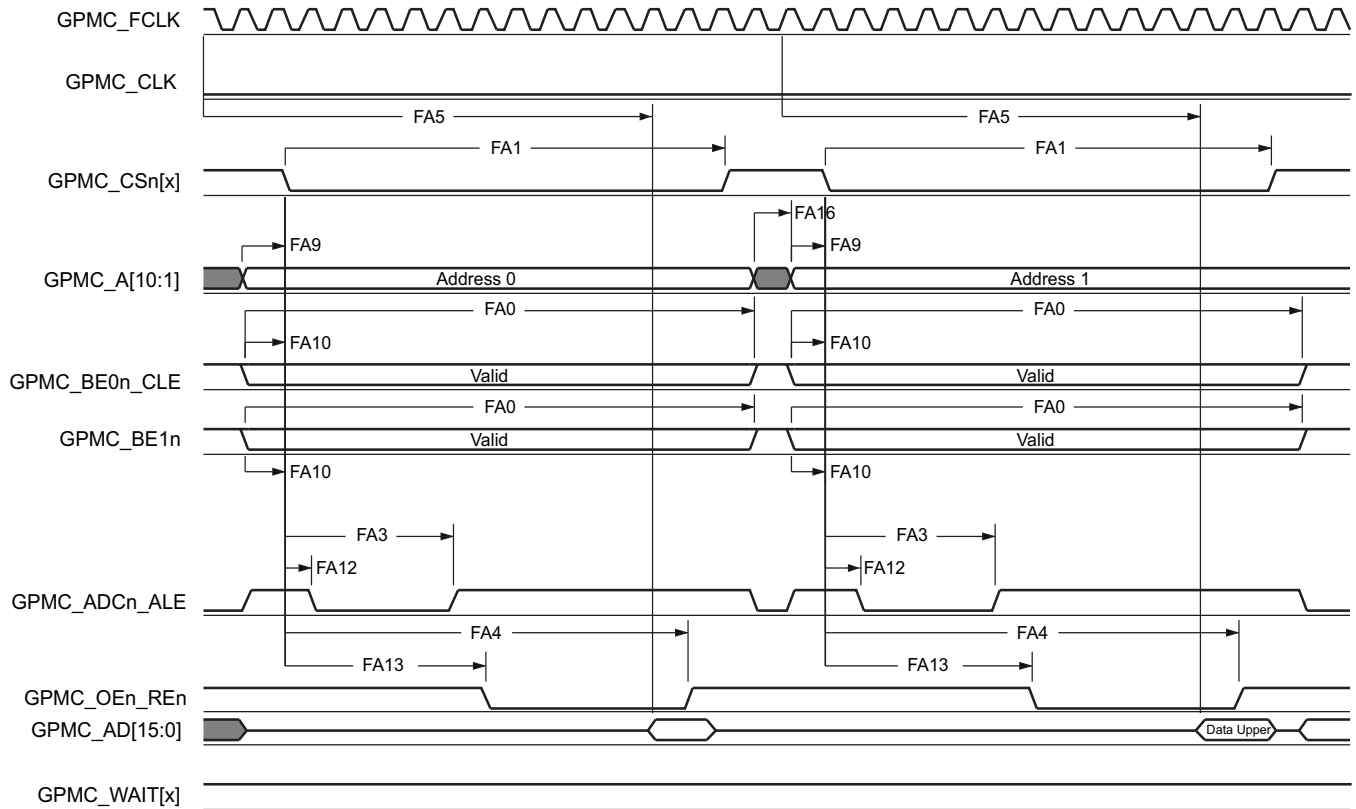 GPMC_FCLK
GPMC_CLK
FA5 FA5
FA1 FA1
GPMC_CSn[x]
FA16
FA9 FA9
GPMC_A[10:1] Address 0 Address 1
FA0 FA0
FA10 FA10
GPMC_BE0n_CLE Valid Valid
FA0 FA0
GPMC_BE1n Valid Valid
FA10 FA10
FA3 FA3
FA12 FA12
GPMC_ADCn_ALE
FA4 FA4
FA13 FA13
GPMC_OEn_REn
GPMC_AD[15:0] Data Upper
GPMC_WAIT[x]